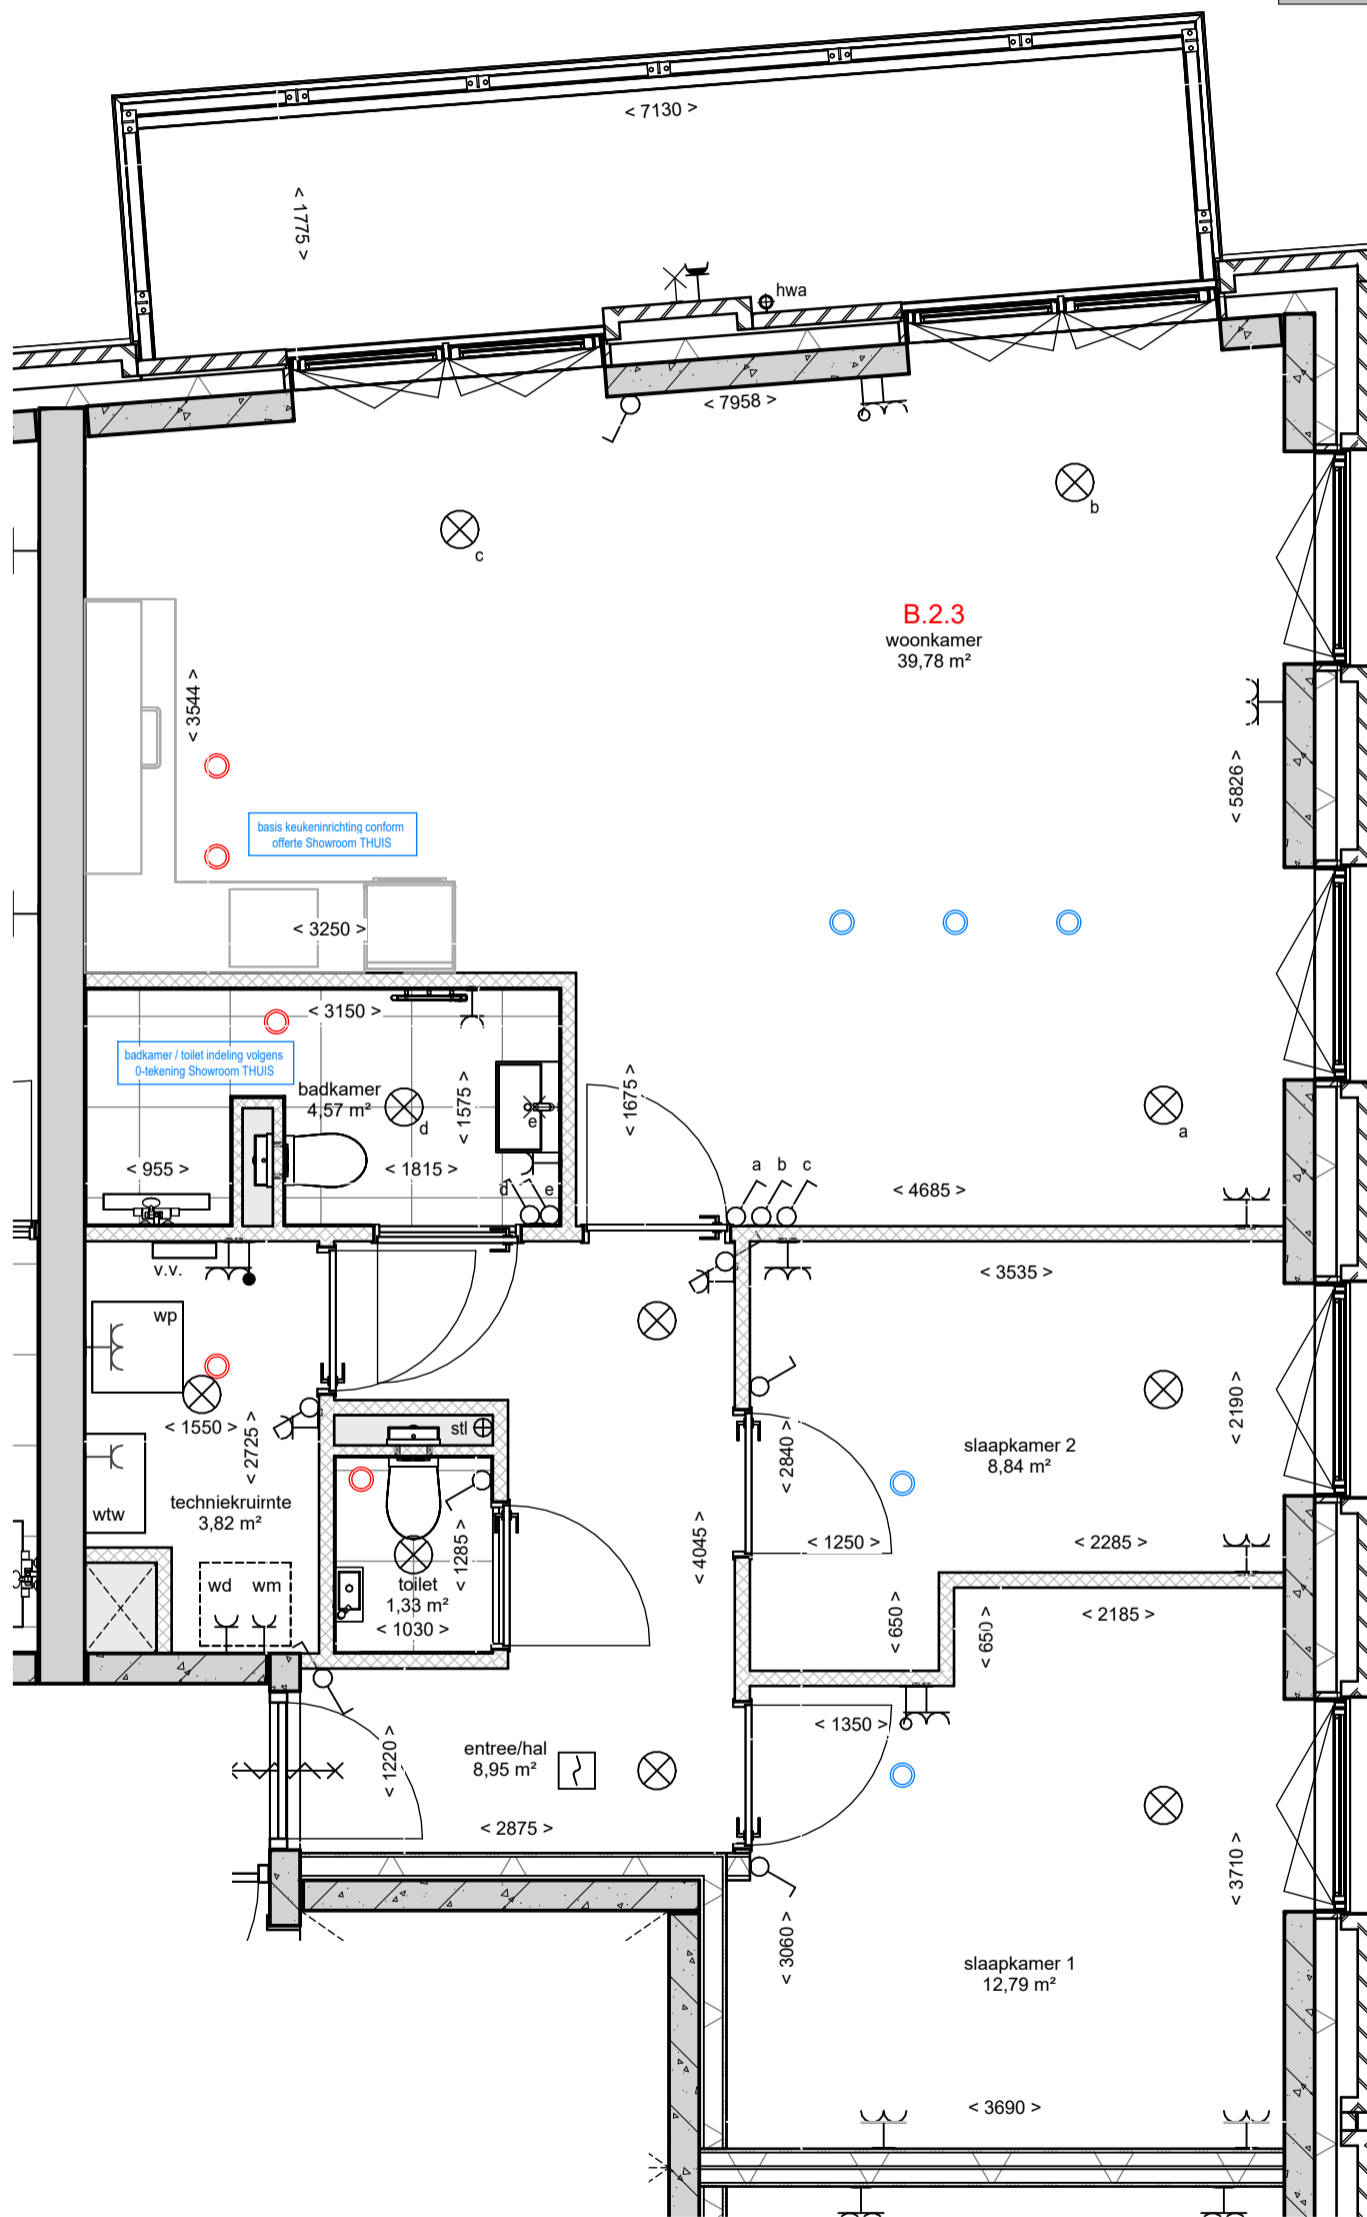 < 7130 >
< 1775 >
hwa
< 7958 >
b
c
B.2.3
woonkamer
39,78 m²
< 3544 >
< 5826 >
basis keukeninrichting conform
offerte Showroom THUIS
< 3250 >
< 3150 >
badkamer / toilet indeling volgens
0-tekening Showroom THUIS
badkamer
4,57 m²
d
< 1575 >
e
< 1675 >
a
< 955 >
< 1815 >
d
e
a
b
c
< 4685 >
v.v.
< 3535 >
wp
< 1550 >
< 2725 >
stl
< 2840 >
< 2190 >
slaapkamer 2
8,84 m²
wtw
techniekruimte
3,82 m²
< 4045 >
< 1250 >
< 2285 >
wd
wm
toilet
1,33 m²
< 1285 >
< 1030 >
< 650 >
< 650 >
< 2185 >
< 1350 >
< 1220 >
entree/hal
8,95 m²
< 2875 >
< 3710 >
< 3060 >
slaapkamer 1
12,79 m²
< 3690 >